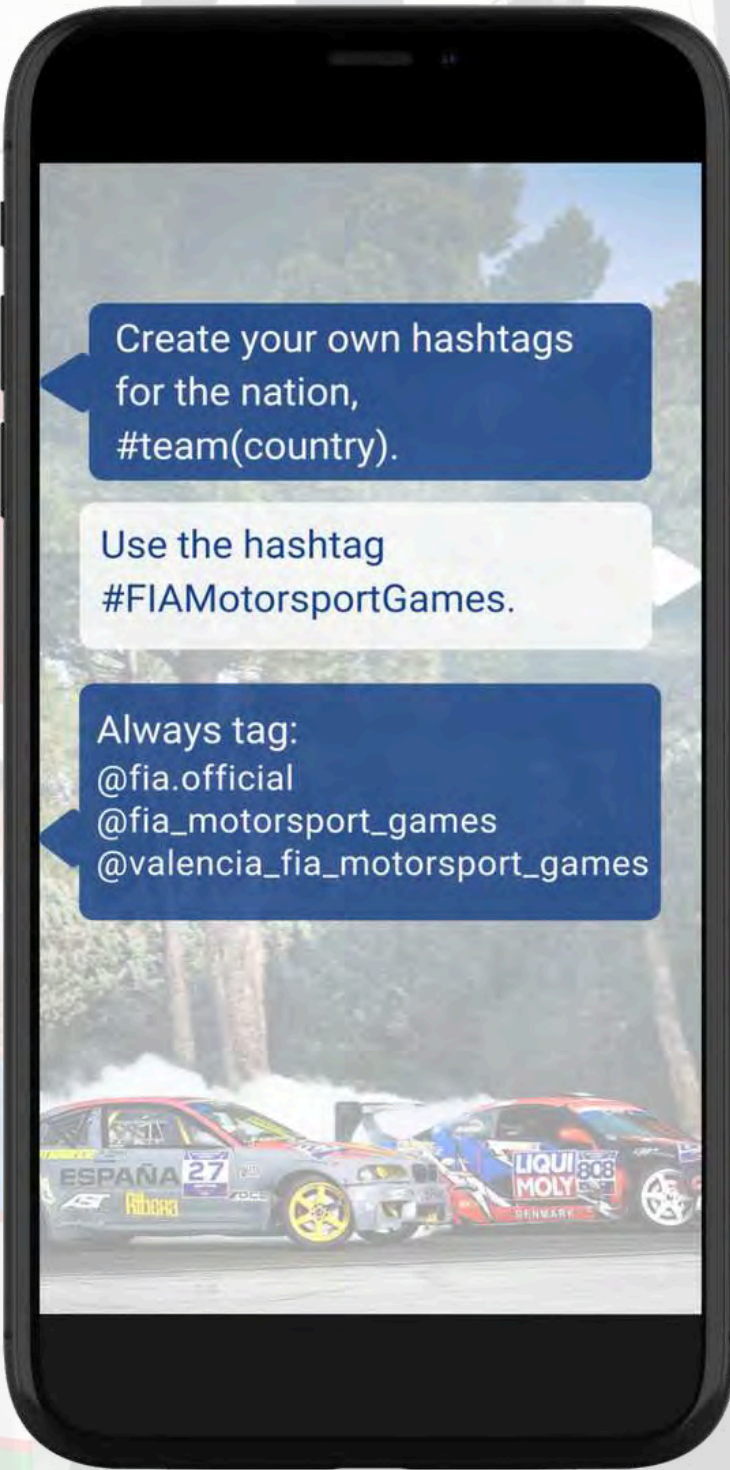 Create your own hashtags
for the nation,
#team(country).
Use the hashtag
#FIAMotorsportGames.
Always tag:
@fia.official
@fia_motorsport_games
@valencia_fia_motorsport_games
ESPAÑA 27
LIQUI
MOLY
808
DENMARK